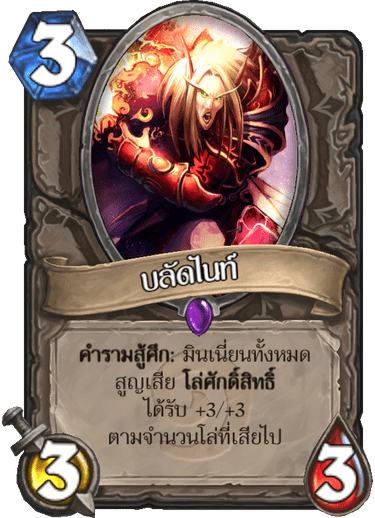 3
บลัดไนท์
คำรามสู้ศึก: มินเนี่ยนทั้งหมด
สูญเสีย โล่ศักดิ์สิทธิ์
ได้รับ +3/+3
ตามจำนวนโล่ที่เสียไป
3
3